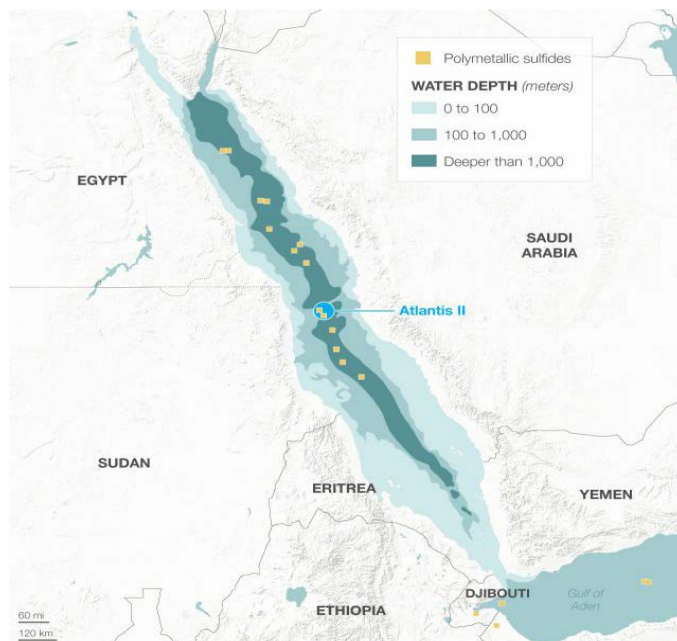 Polymetallic sulfides
WATER DEPTH (meters)
0 to 100
100 to 1,000
Deeper than 1,000
EGYPT
SAUDI
ARABIA
Atlantis II
SUDAN
ERITREA
YEMEN
DJIBOUTI
Gulf of
Aden
ETHIOPIA
60 mi
120 km